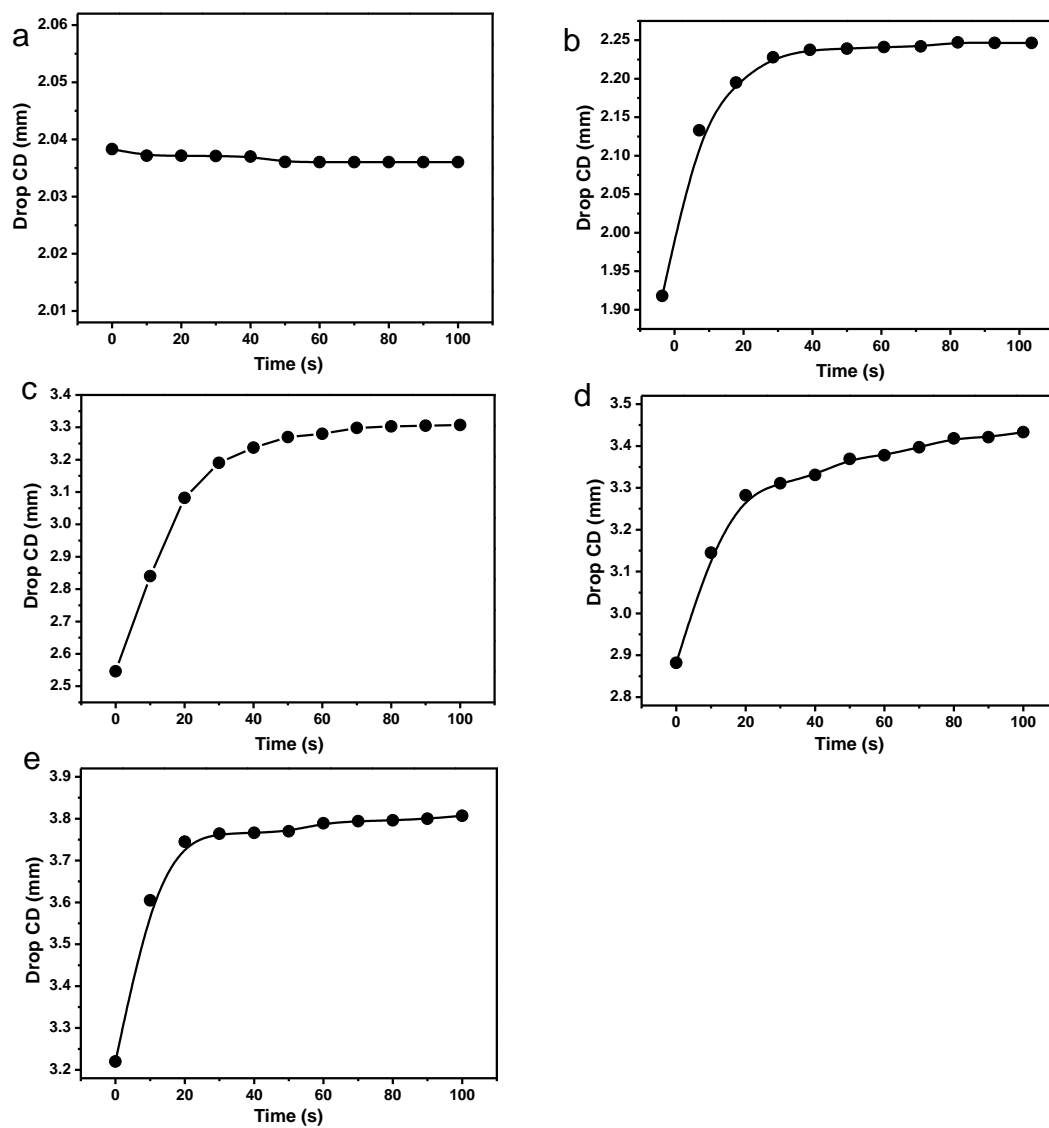 a
Drop CD (mm)
2.06
2.05
2.04
2.03
2.02
2.01
0 20 40 60 80 100
Time (s)
b
Drop CD (mm)
2.25
2.20
2.15
2.10
2.05
2.00
1.95
1.90
0 20 40 60 80 100
Time (s)
c
Drop CD (mm)
3.4
3.3
3.2
3.1
3.0
2.9
2.8
2.7
2.6
2.5
0 20 40 60 80 100
Time (s)
d
Drop CD (mm)
3.5
3.4
3.3
3.2
3.1
3.0
2.9
2.8
0 20 40 60 80 100
Time (s)
e
Drop CD (mm)
3.9
3.8
3.7
3.6
3.5
3.4
3.3
3.2
0 20 40 60 80 100
Time (s)